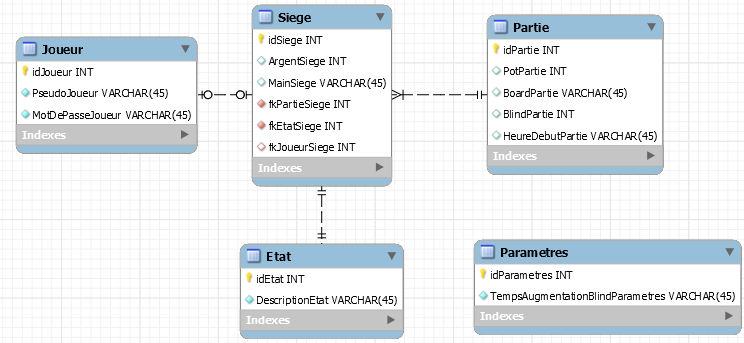 Joueur
idJoueur INT
PseudoJoueur VARCHAR(45)
MotDePasseJoueur VARCHAR(45)
Indexes
Siege
idSiege INT
ArgentSiege INT
MainSiege VARCHAR(45)
fkPartieSiege INT
fkEtatSiege INT
fkJoueurSiege INT
Indexes
Partie
idPartie INT
PotPartie INT
BoardPartie VARCHAR(45)
BlindPartie INT
HeureDebutPartie VARCHAR(45)
Indexes
Etat
idEtat INT
DescriptionEtat VARCHAR(45)
Indexes
Parametres
idParametres INT
TempsAugmentationBlindParametres VARCHAR(45)
Indexes